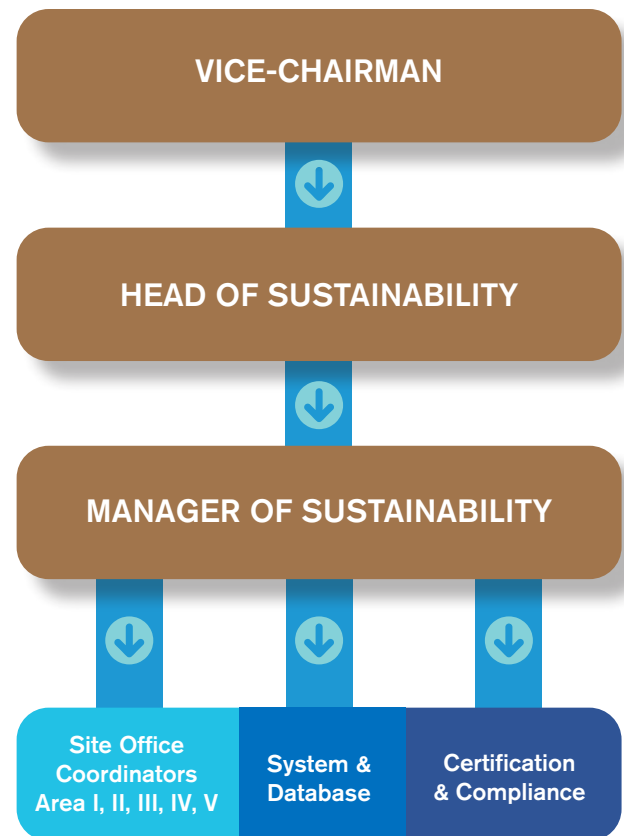 VICE-CHAIRMAN
HEAD OF SUSTAINABILITY
MANAGER OF SUSTAINABILITY
Site Office
Coordinators
Area I, II, III, IV, V
System &
Database
Certification
& Compliance